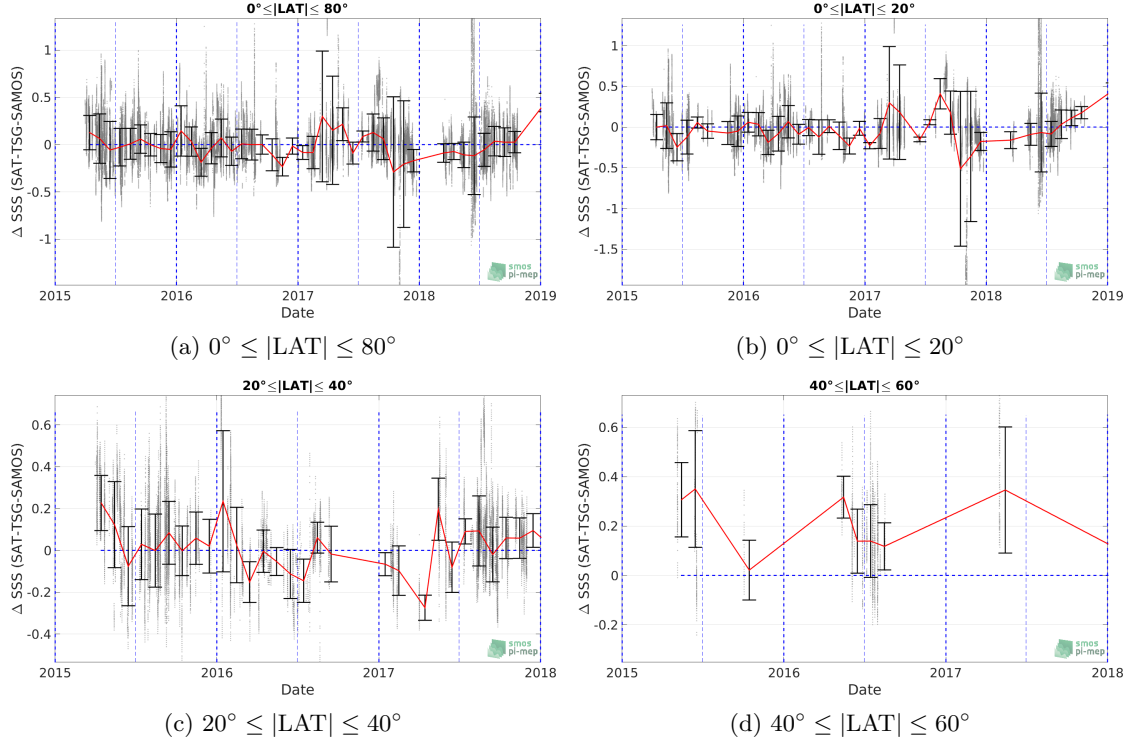 0°≤|LAT|≤ 80°
Δ SSS (SAT-TSG-SAMOS)
1
0.5
0
-0.5
-1
2015
2016
2017
2018
2019
Date
smos
pi-mep
(a) 0° ≤ |LAT| ≤ 80°
0°≤|LAT|≤ 20°
Δ SSS (SAT-TSG-SAMOS)
1
0.5
0
-0.5
-1
-1.5
2015
2016
2017
2018
2019
Date
smos
pi-mep
(b) 0° ≤ |LAT| ≤ 20°
20°≤|LAT|≤ 40°
Δ SSS (SAT-TSG-SAMOS)
0.6
0.4
0.2
0
-0.2
-0.4
2015
2016
2017
2018
Date
smos
pi-mep
(c) 20° ≤ |LAT| ≤ 40°
40°≤|LAT|≤ 60°
Δ SSS (SAT-TSG-SAMOS)
0.6
0.4
0.2
0
-0.2
2015
2016
2017
2018
Date
smos
pi-mep
(d) 40° ≤ |LAT| ≤ 60°